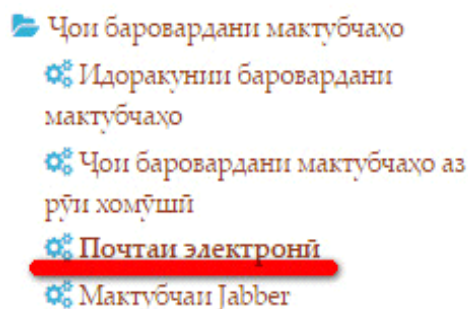 Ҷои баровардани мактубчаҳо
Идоракунии баровардани
мактубчаҳо
Ҷои баровардани мактубчаҳо аз
рӯи хомӯшӣ
Почтаи электронӣ
Мактубчаи Jabber